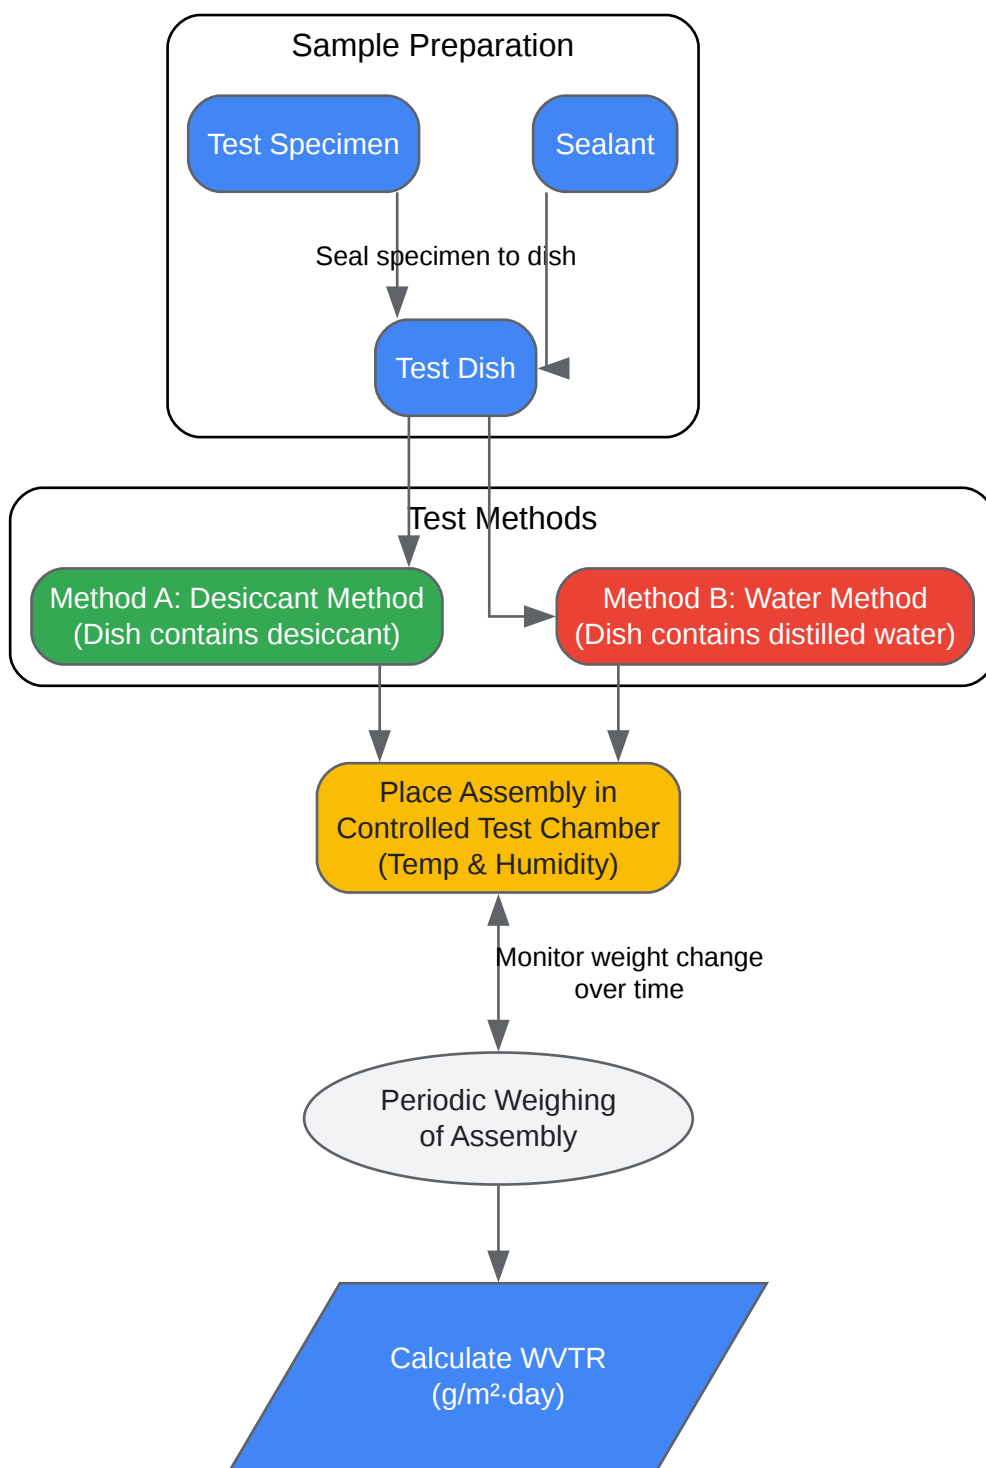 Sample Preparation
Test Specimen
Sealant
Seal specimen to dish
Test Dish
Test Methods
Method A: Desiccant Method
(Dish contains desiccant)
Method B: Water Method
(Dish contains distilled water)
Place Assembly in
Controlled Test Chamber
(Temp & Humidity)
Monitor weight change
over time
Periodic Weighing
of Assembly
Calculate WVTR
(g/m²·day)